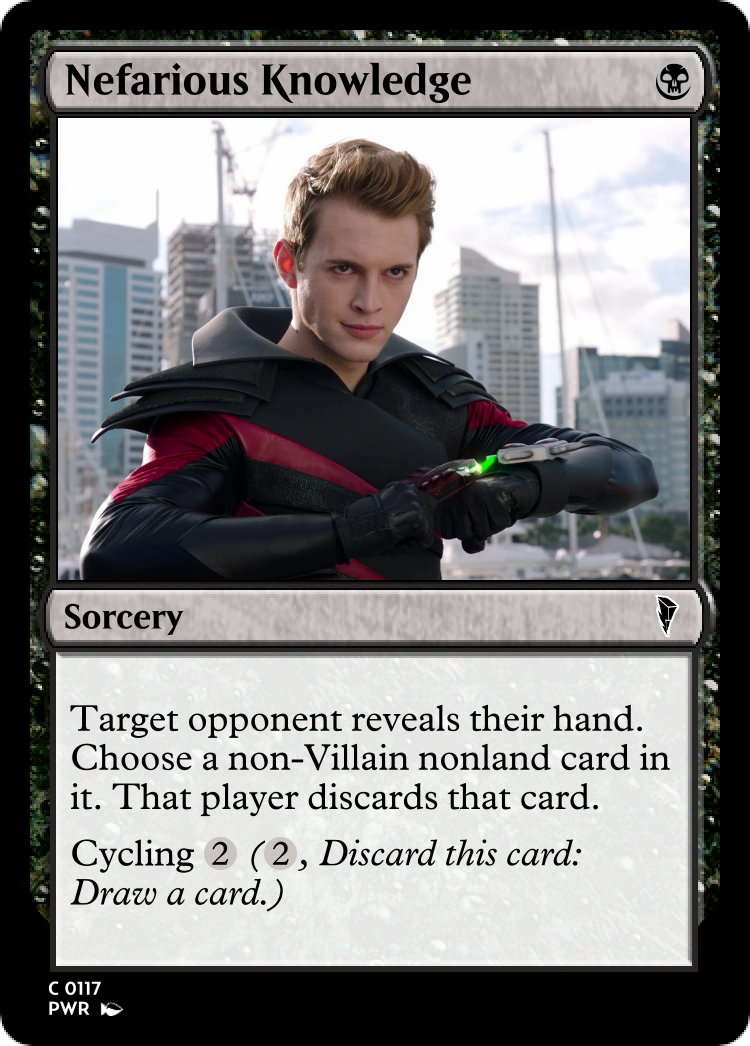 Nefarious Knowledge
Sorcery
Target opponent reveals their hand.
Choose a non-Villain nonland card in
it. That player discards that card.
Cycling 2 (2, Discard this card:
Draw a card.)
C 0117
PWR